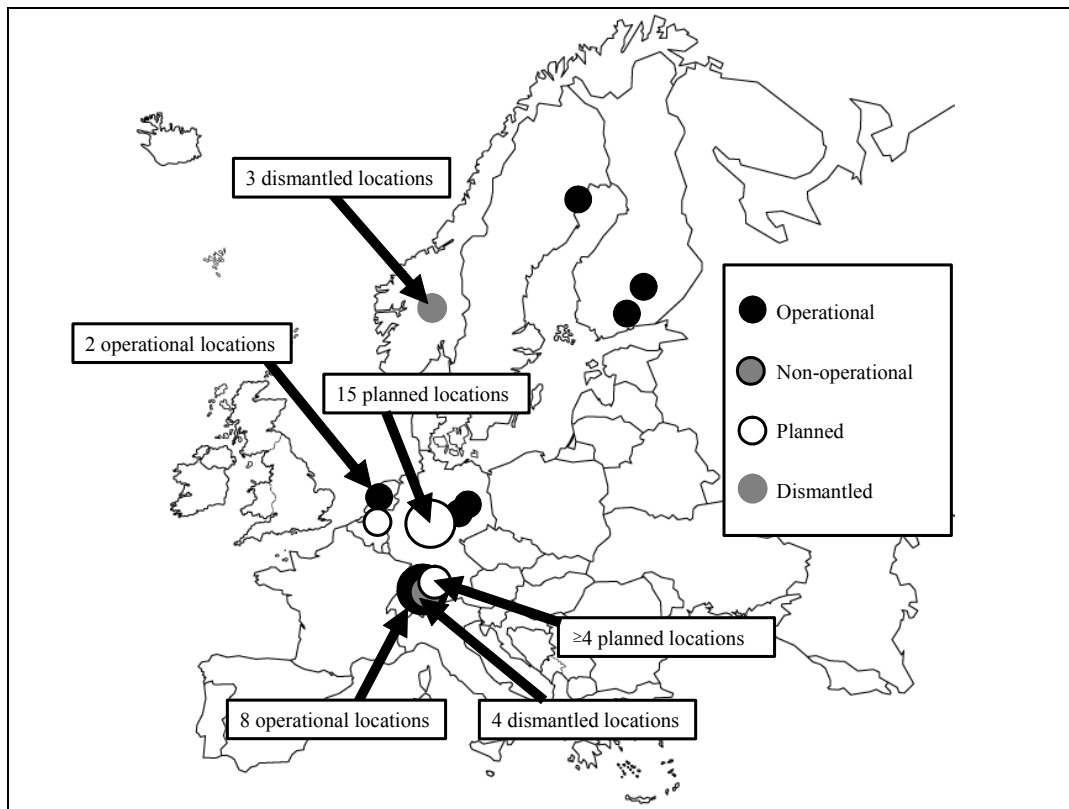 3 dismantled locations
2 operational locations
15 planned locations
Operational
Non-operational
Planned
Dismantled
≥4 planned locations
8 operational locations
4 dismantled locations